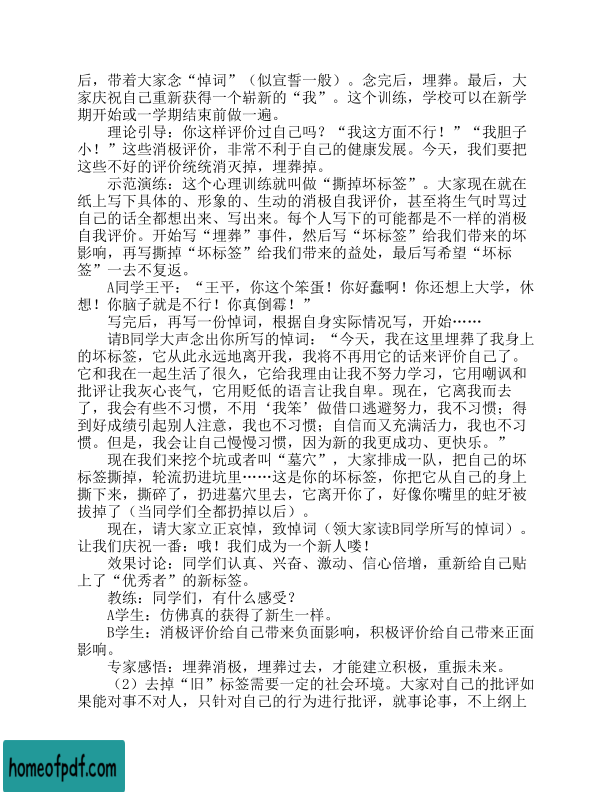 后，带着大家念“悼词”（似宣誓一般）。念完后，埋葬。最后，大
家庆祝自己重新获得一个崭新的“我”。这个训练，学校可以在新学
期开始或一学期结束前做一遍。
理论引导：你这样评价过自己吗？“我这方面不行！”“我胆子
小！”这些消极评价，非常不利于自己的健康发展。今天，我们要把
这些不好的评价统统消灭掉，埋葬掉。
示范演练：这个心理训练就叫做“撕掉坏标签”。大家现在就在
纸上写下具体的、形象的、生动的消极自我评价，甚至将生气时骂过
自己的话全都想出来、写出来。每个人写下的可能都是不一样的消极
自我评价。开始写“埋葬”事件，然后写“坏标签”给我们带来的坏
影响，再写撕掉“坏标签”给我们带来的益处，最后写希望“坏标
签”一去不复返。
A同学王平：“王平，你这个笨蛋！你好蠢啊！你还想上大学，休
想！你脑子就是不行！你真倒霉！”
写完后，再写一份悼词，根据自身实际情况写，开始……
请B同学大声念出你所写的悼词：“今天，我在这里埋葬了我身上
的坏标签，它从此永远地离开我，我将不再用它的话来评价自己了。
它和我在一起生活了很久，它给我理由让我不努力学习，它用嘲讽和
批评让我灰心丧气，它用贬低的语言让我自卑。现在，它离我而去
了，我会有些不习惯，不用‘我笨’做借口逃避努力，我不习惯；得
到好成绩引起别人注意，我也不习惯；自信而又充满活力，我也不习
惯。但是，我会让自己慢慢习惯，因为新的我更成功、更快乐。”
现在我们来挖个坑或者叫“墓穴”，大家排成一队，把自己的坏
标签撕掉，轮流扔进坑里……这是你的坏标签，你把它从自己的身上
撕下来，撕碎了，扔进墓穴里去，它离开你了，好像你嘴里的蛀牙被
拔掉了（当同学们全都扔掉以后）。
现在，请大家立正哀悼，致悼词（领大家读B同学所写的悼词）。
让我们庆祝一番：哦！我们成为一个新人喽！
效果讨论：同学们认真、兴奋、激动、信心倍增，重新给自己贴
上了“优秀者”的新标签。
教练：同学们，有什么感受？
A学生：仿佛真的获得了新生一样。
B学生：消极评价给自己带来负面影响，积极评价给自己带来正面
影响。
专家感悟：埋葬消极，埋葬过去，才能建立积极，重振未来。
（2）去掉“旧”标签需要一定的社会环境。大家对自己的批评如
果能对事不对人，只针对自己的行为进行批评，就事论事，不上纲上
homeofpdf.com